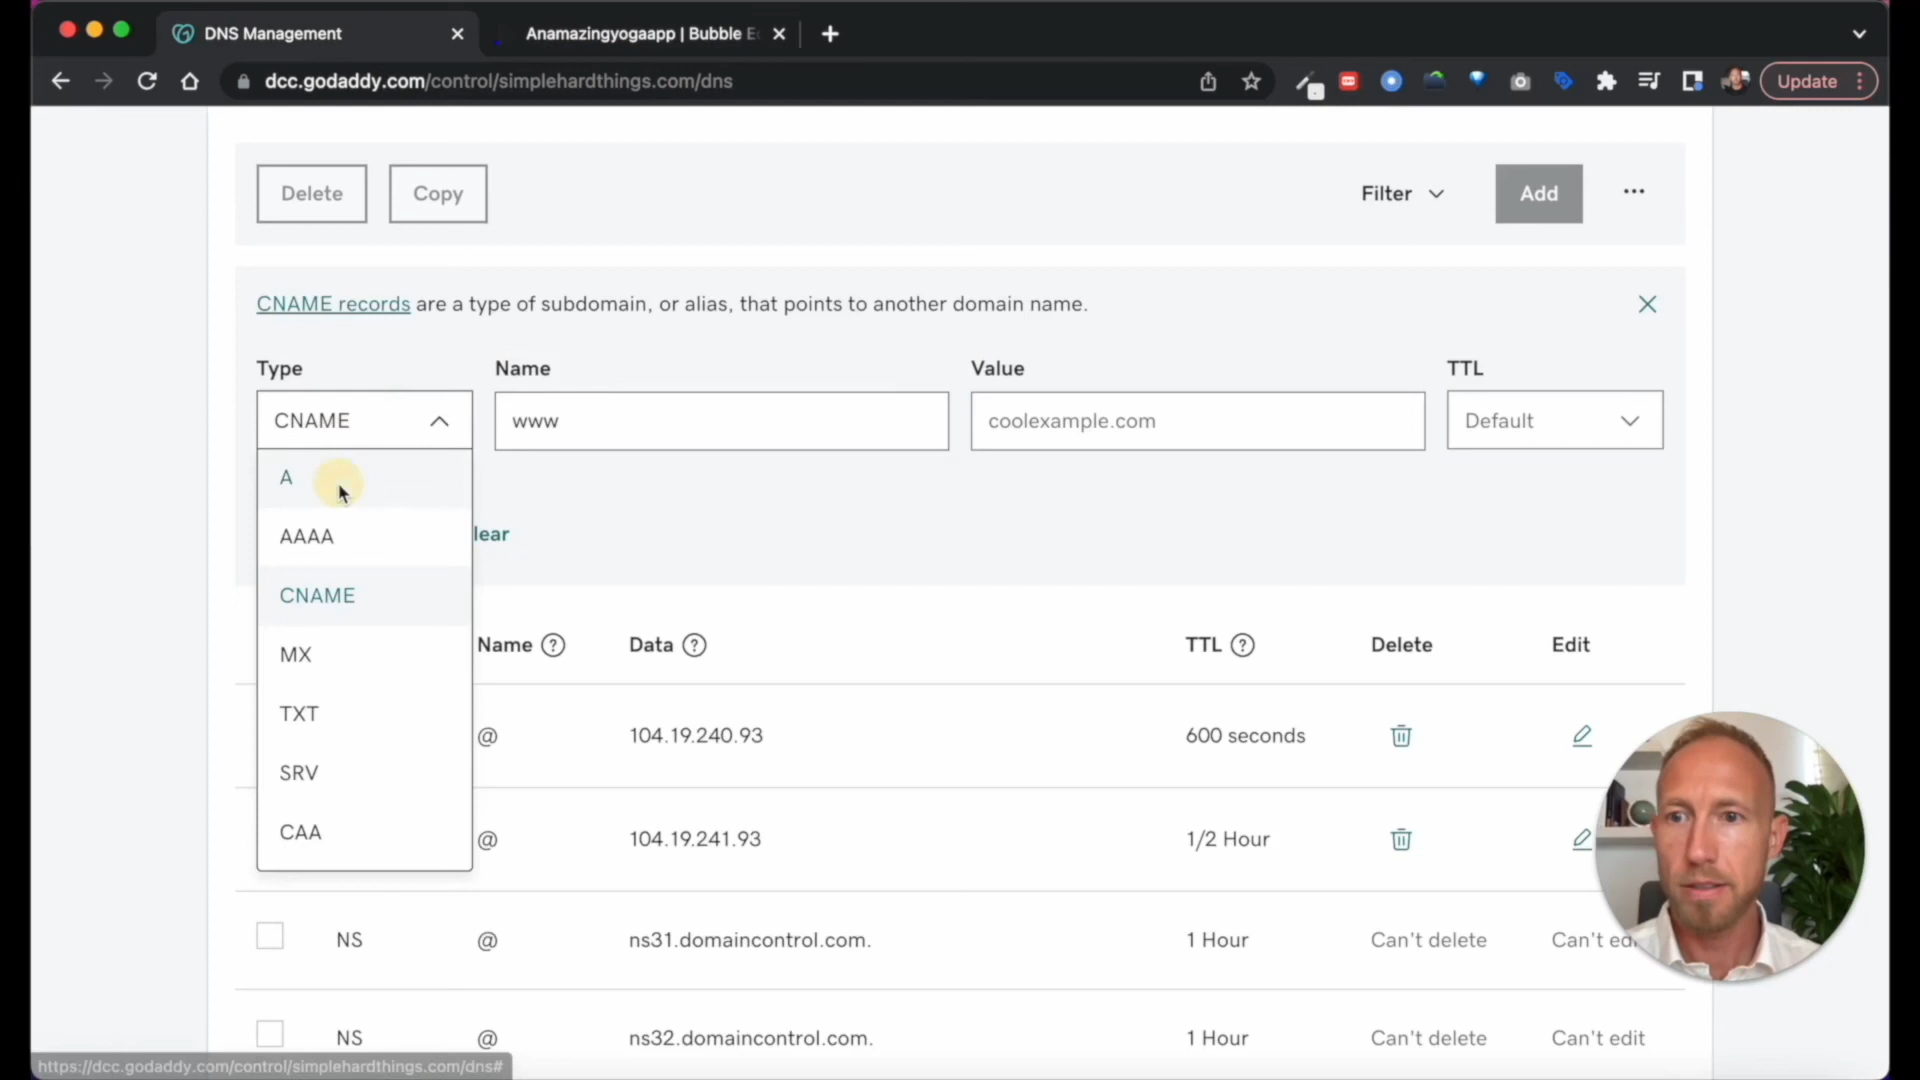 DNS Management
Anamazingyogaapp | Bubble E
dcc.godaddy.com/control/simplehardthings.com/dns
Update
Delete
Copy
Filter
Add
CNAME records are a type of subdomain, or alias, that points to another domain name.
Type
Name
Value
TTL
CNAME
www
coolexample.com
Default
A
AAAA
lear
CNAME
MX
TXT
SRV
CAA
Name
Data
TTL
Delete
Edit
@
104.19.240.93
600 seconds
@
104.19.241.93
1/2 Hour
NS
@
ns31.domaincontrol.com.
1 Hour
Can't delete
Can't edi
NS
@
ns32.domaincontrol.com.
1 Hour
Can't delete
Can't edit
https://dcc.godaddy.com/control/simplehardthings.com/dns#